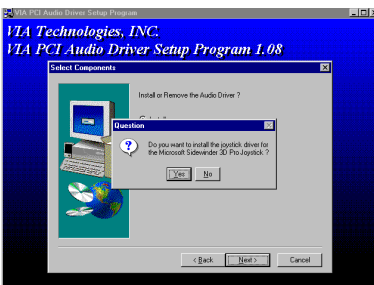 VIA PCI Audio Driver Setup Program
VIA Technologies, INC.
VIA PCI Audio Driver Setup Program 1.08
Select Components
Install or Remove the Audio Driver ?
Question
Do you want to install the joystick driver for
the Microsoft Sidewinder 3D Pro Joystick ?
Yes No
< Back Next > Cancel